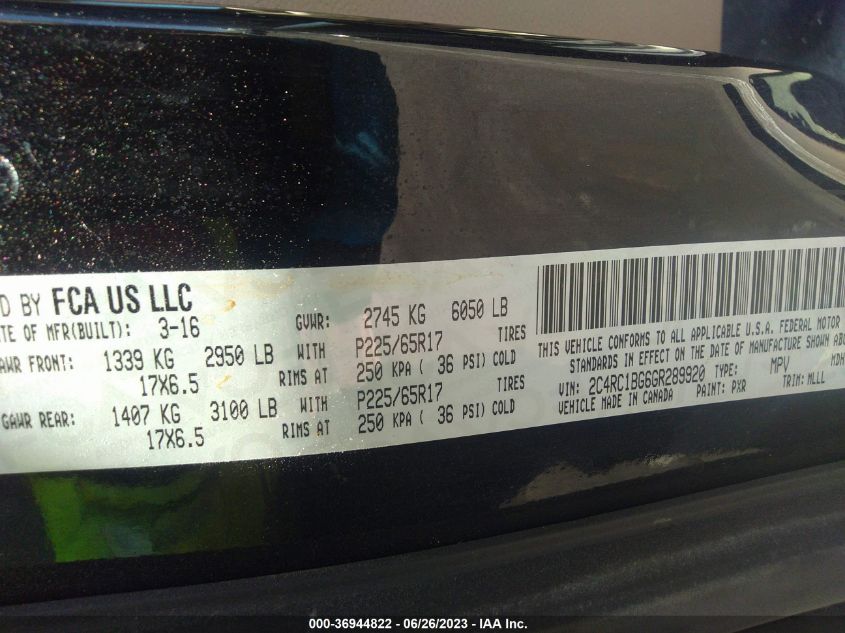 D BY FCA US LLC
TE OF MFR(BUILT): 3-16 GVWR: 2745 KG 6050 LB
AWR FRONT: 1339 KG 2950 LB WITH P225/65R17 TIRES
17X6.5 RIMS AT 250 KPA ( 36 PSI) COLD
GAWR REAR: 1407 KG 3100 LB WITH P225/65R17 TIRES
17X6.5 RIMS AT 250 KPA ( 36 PSI) COLD
THIS VEHICLE CONFORMS TO ALL APPLICABLE U.S.A. FEDERAL MOTOR
STANDARDS IN EFFECT ON THE DATE OF MANUFACTURE SHOWN ABO
VIN: 2C4RC1BG6GR289920 TYPE: MPV MDH
VEHICLE MADE IN CANADA PAINT: PXR TRIM: MLLL
000-36944822 - 06/26/2023 - IAA Inc.